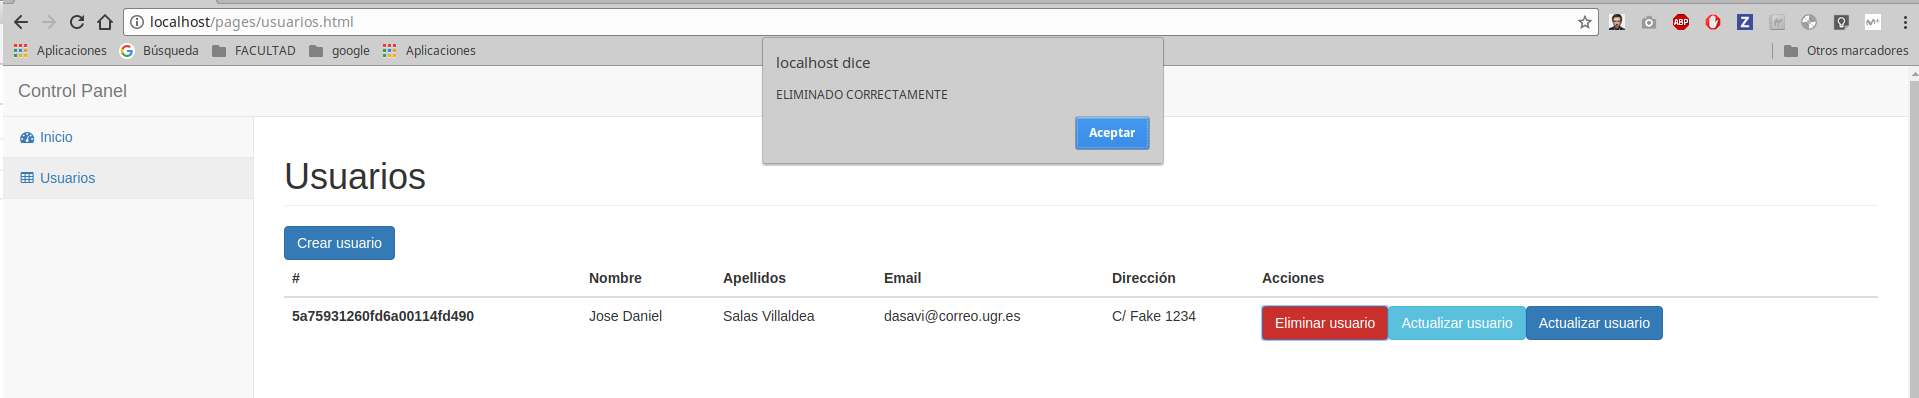 localhost/pages/usuarios.html
ABP
Z
Aplicaciones Búsqueda FACULTAD google Aplicaciones Otros marcadores
localhost dice
ELIMINADO CORRECTAMENTE
Aceptar
Control Panel
Inicio
Usuarios
Usuarios
Crear usuario
# Nombre Apellidos Email Dirección Acciones
5a75931260fd6a00114fd490 Jose Daniel Salas Villaldea dasavi@correo.ugr.es C/ Fake 1234 Eliminar usuario Actualizar usuario Actualizar usuario